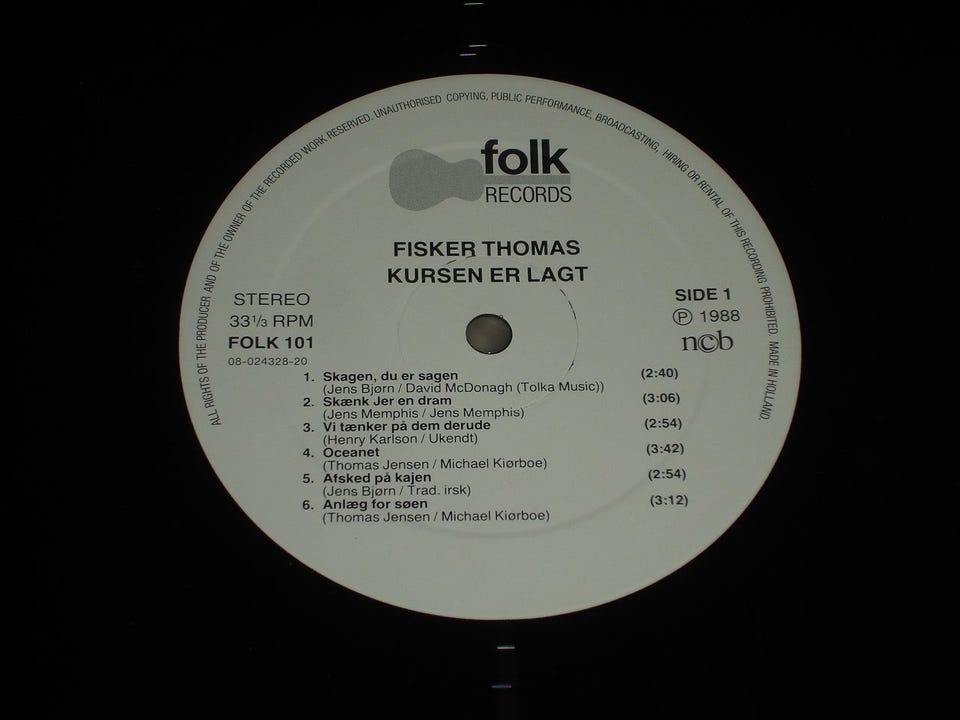 ALL RIGHTS OF THE PRODUCER AND OF THE OWNER OF THE RECORDED WORK RESERVED. UNAUTHORISED COPYING, PUBLIC PERFORMANCE, BROADCASTING, HIRING OR RENTAL OF THIS RECORDING PROHIBITED. MADE IN HOLLAND.
folk
RECORDS
FISKER THOMAS
KURSEN ER LAGT
STEREO
33 1/3 RPM
FOLK 101
08-024328-20
SIDE 1
Ⓟ 1988
n©b
1. Skagen, du er sagen (2:40)
(Jens Bjørn / David McDonagh (Tolka Music))
2. Skænk Jer en dram (3:06)
(Jens Memphis / Jens Memphis)
3. Vi tænker på dem derude (2:54)
(Henry Karlson / Ukendt)
4. Oceanet (3:42)
(Thomas Jensen / Michael Kiørboe)
5. Afsked på kajen (2:54)
(Jens Bjørn / Trad. irsk)
6. Anlæg for søen (3:12)
(Thomas Jensen / Michael Kiørboe)